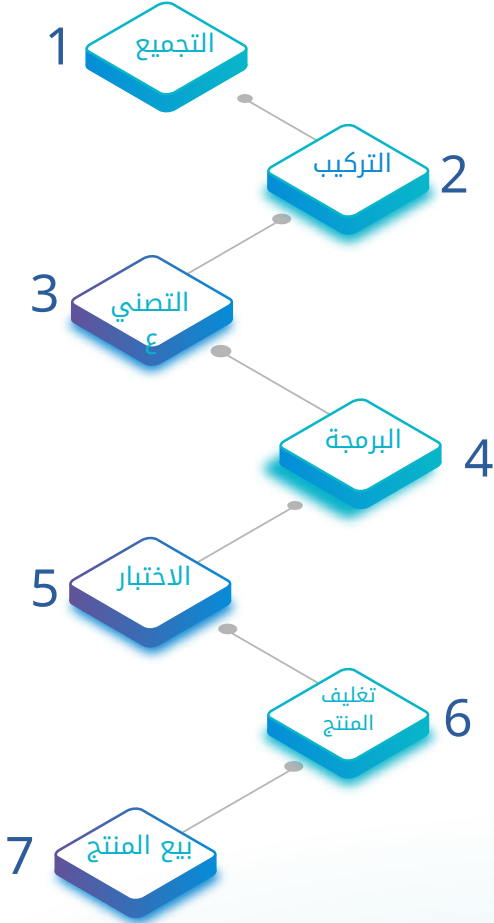 1
التجميع
2
التركيب
3
التصني
ع
4
البرمجة
5
الاختبار
6
تغليف
المنتج
7
بيع المنتج